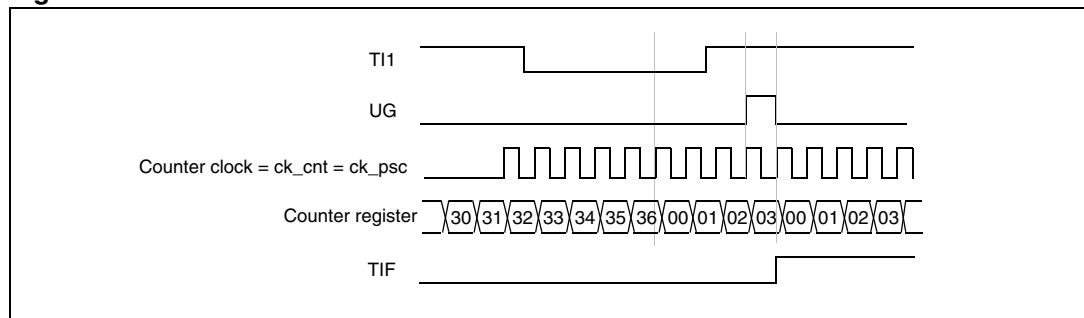 TI1
UG
Counter clock = ck_cnt = ck_psc
Counter register 30 31 32 33 34 35 36 00 01 02 03 00 01 02 03
TIF